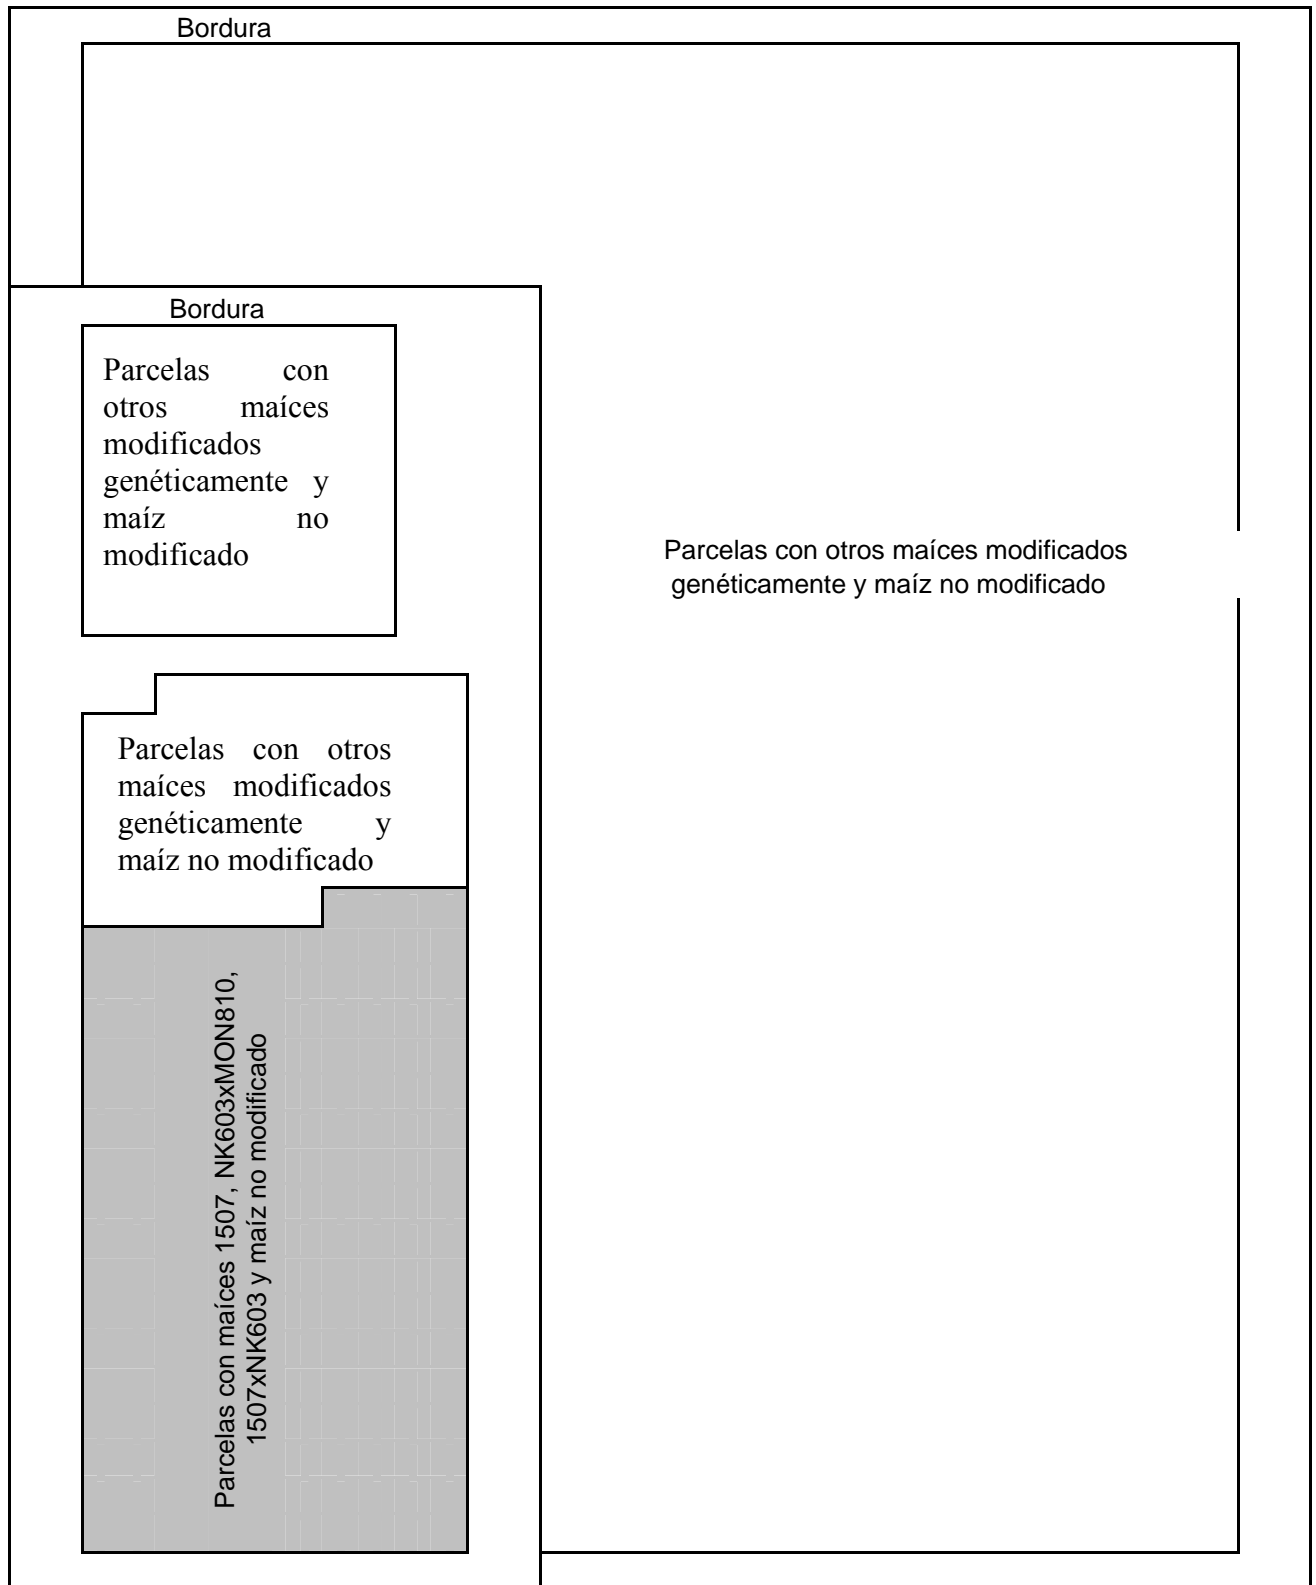 Bordura
Bordura
Parcelas con
otros maíces
modificados
genéticamente y
maíz no
modificado
Parcelas con otros maíces modificados
genéticamente y maíz no modificado
Parcelas con otros
maíces modificados
genéticamente y
maíz no modificado
Parcelas con maíces 1507, NK603xMON810,
1507xNK603 y maíz no modificado